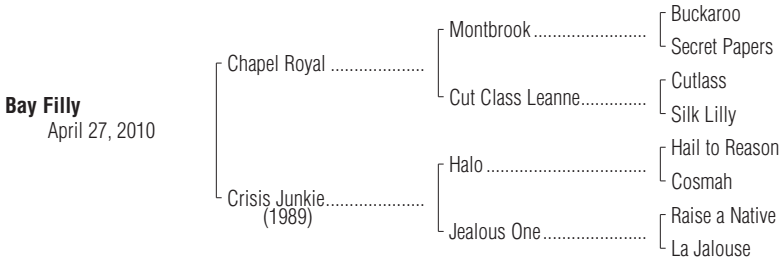 Buckaroo
Montbrook
Secret Papers
Chapel Royal
Cutlass
Cut Class Leanne
Silk Lilly
Bay Filly
April 27, 2010
Hail to Reason
Halo
Cosmah
Crisis Junkie
(1989)
Raise a Native
Jealous One
La Jalouse